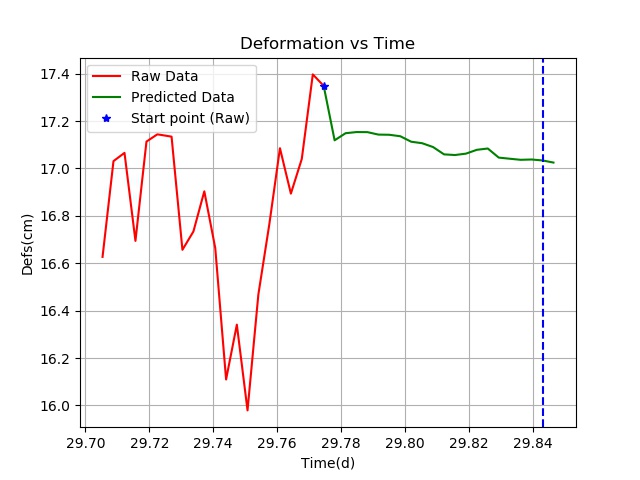 Deformation vs Time
Raw Data
Predicted Data
Start point (Raw)
17.4
17.2
17.0
16.8
16.6
16.4
16.2
16.0
Defs(cm)
29.70 29.72 29.74 29.76 29.78 29.80 29.82 29.84
Time(d)